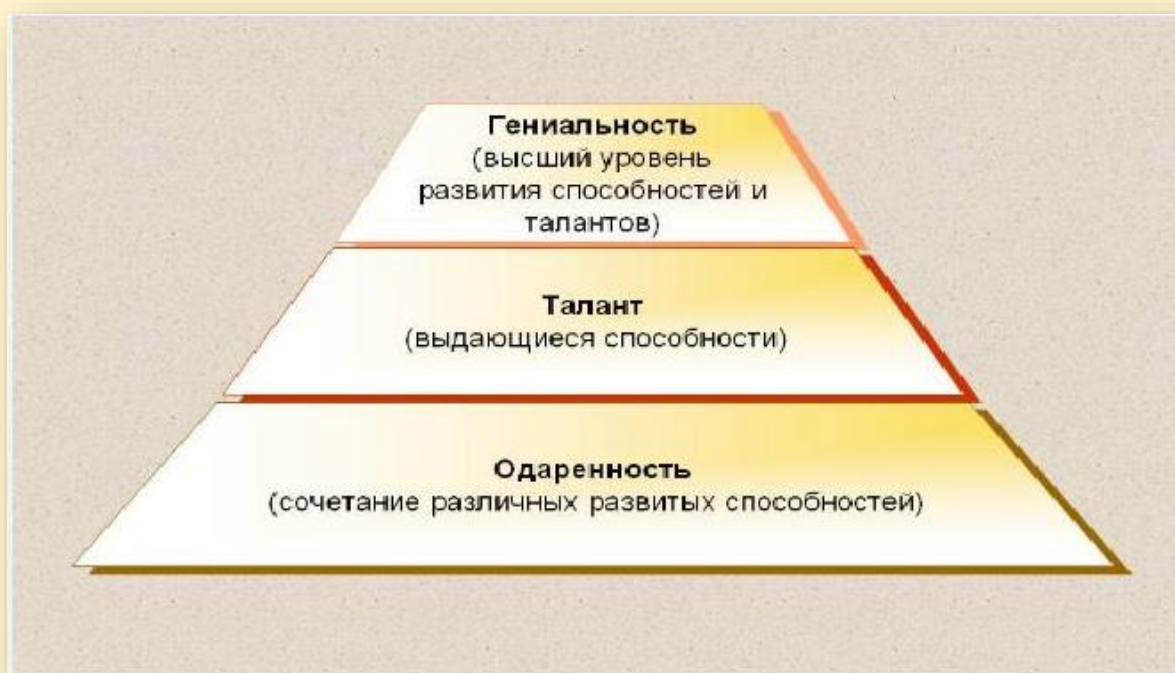 Гениальность
(высший уровень
развития способностей и
талантов)
Талант
(выдающиеся способности)
Одаренность
(сочетание различных развитых способностей)